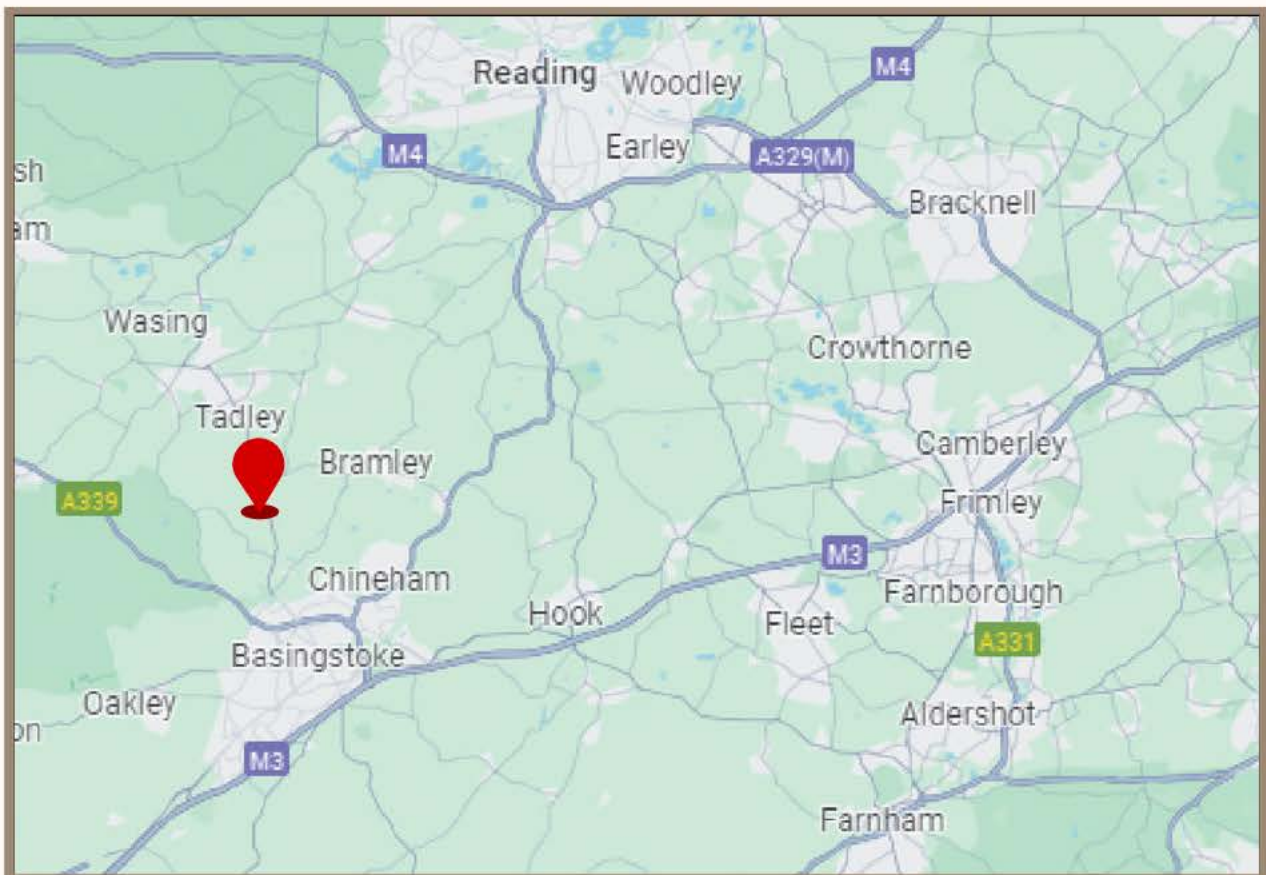 Reading
Woodley
M4
Earley
M4
A329(M)
sh
Bracknell
am
Wasing
Crowthorne
Tadley
Camberley
Bramley
A339
Frimley
M3
Chineham
Farnborough
Hook
Fleet
A331
Basingstoke
Oakley
Aldershot
on
M3
Farnham